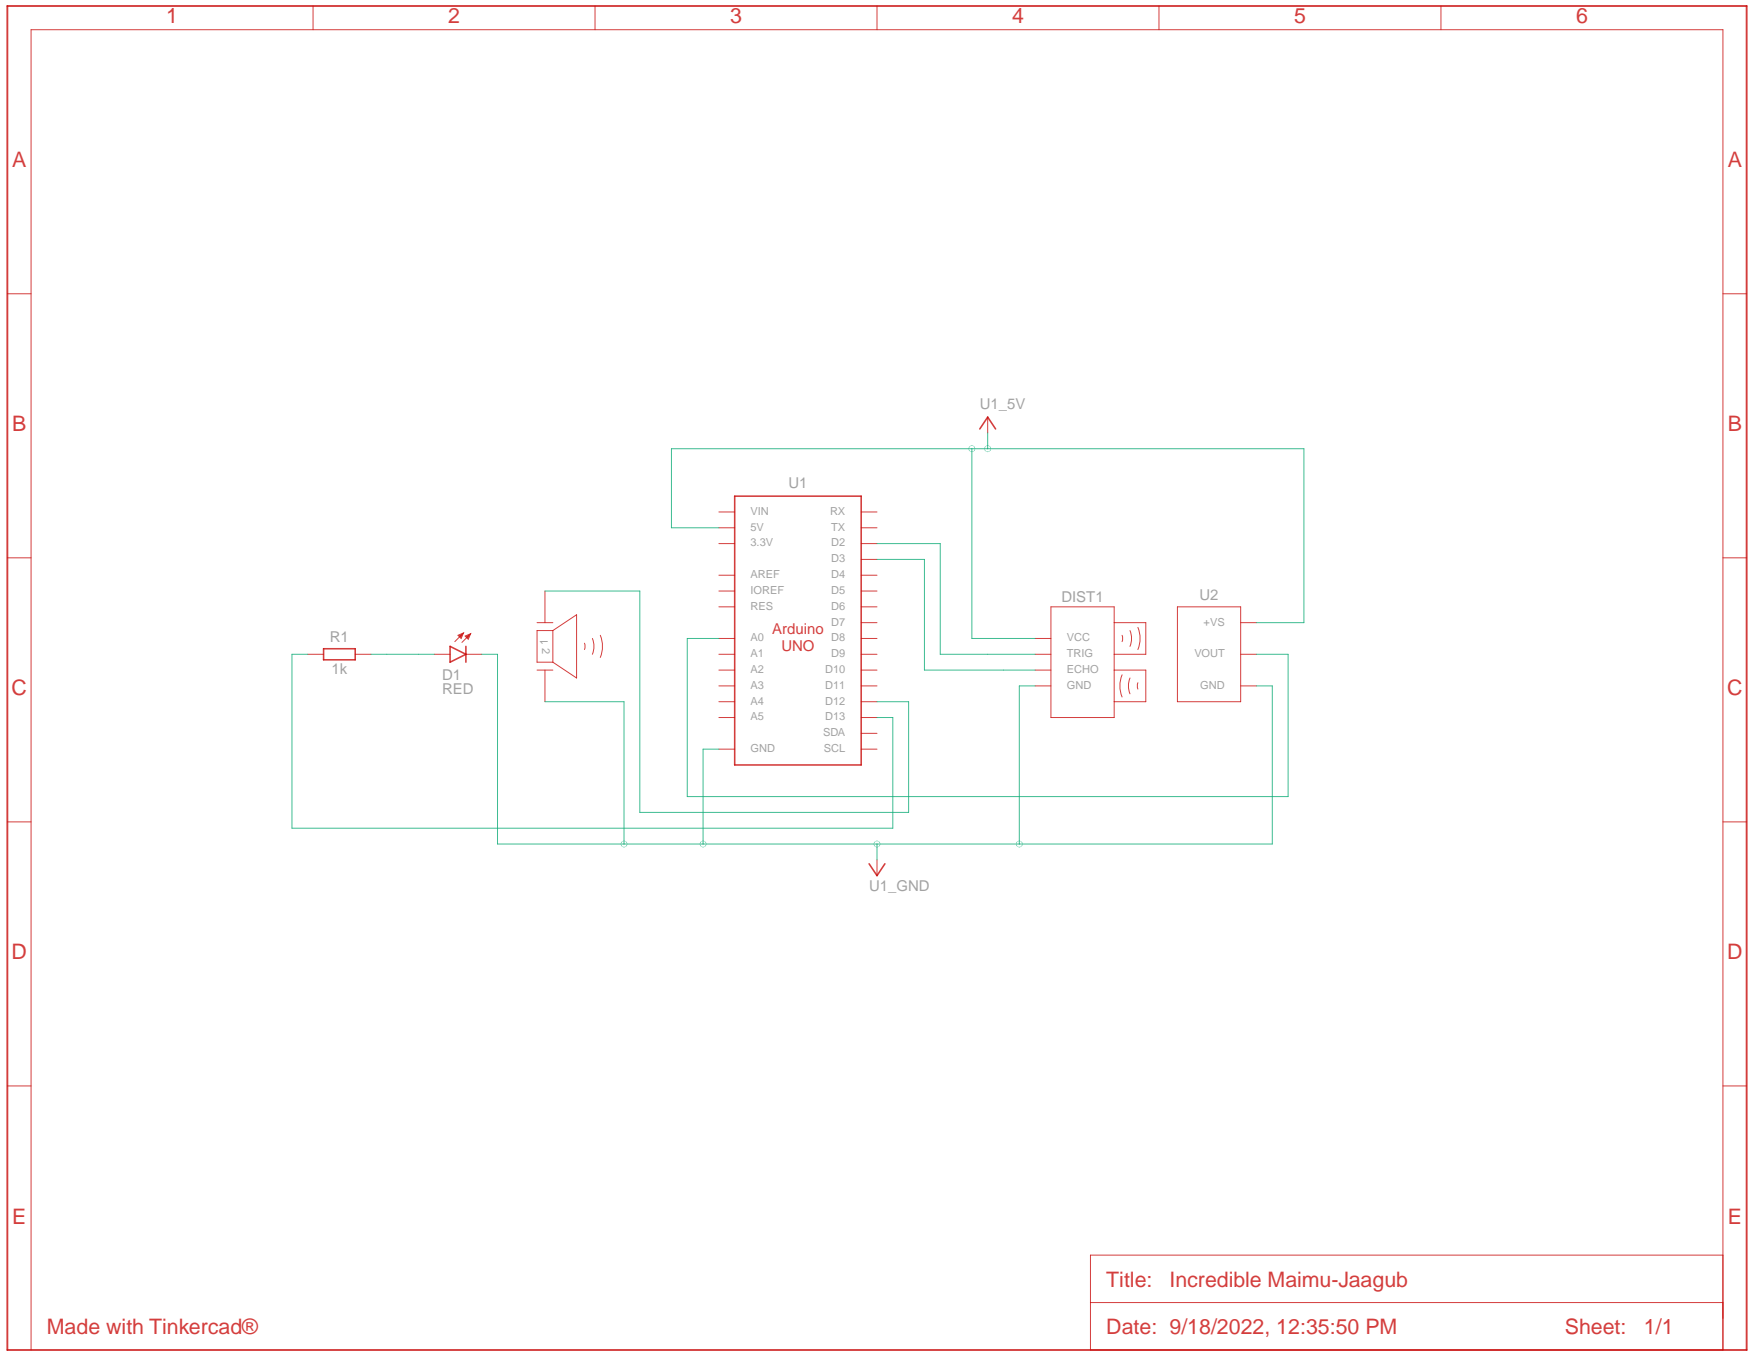 1 2 3 4 5 6
A A
B B
C C
D D
E E
U1_5V
U1
VIN RX
5V TX
3.3V D2
D3
AREF D4
IOREF D5
RES D6
D7
A0 D8
A1 D9
A2 D10
A3 D11
A4 D12
A5 D13
SDA
GND SCL
Arduino
UNO
R1
1k
D1
RED
1 2
DIST1
VCC
TRIG
ECHO
GND
U2
+VS
VOUT
GND
U1_GND
Title: Incredible Maimu-Jaagub
Date: 9/18/2022, 12:35:50 PM Sheet: 1/1
Made with Tinkercad®